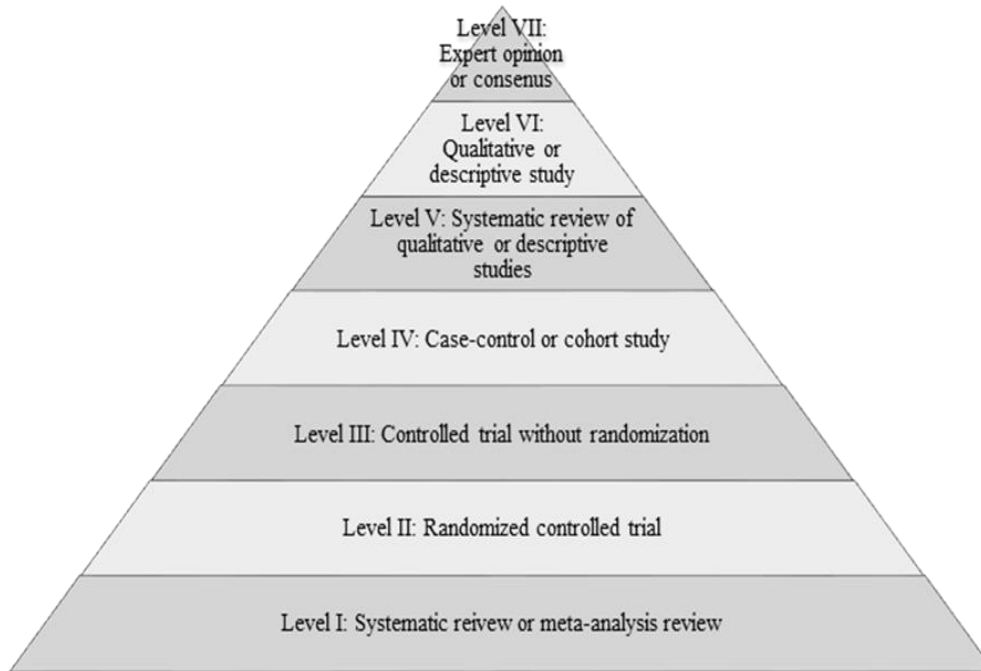 Level VII:
Expert opinion
or consenus
Level VI:
Qualitative or
descriptive study
Level V: Systematic review of
qualitative or descriptive
studies
Level IV: Case-control or cohort study
Level III: Controlled trial without randomization
Level II: Randomized controlled trial
Level I: Systematic reivew or meta-analysis review